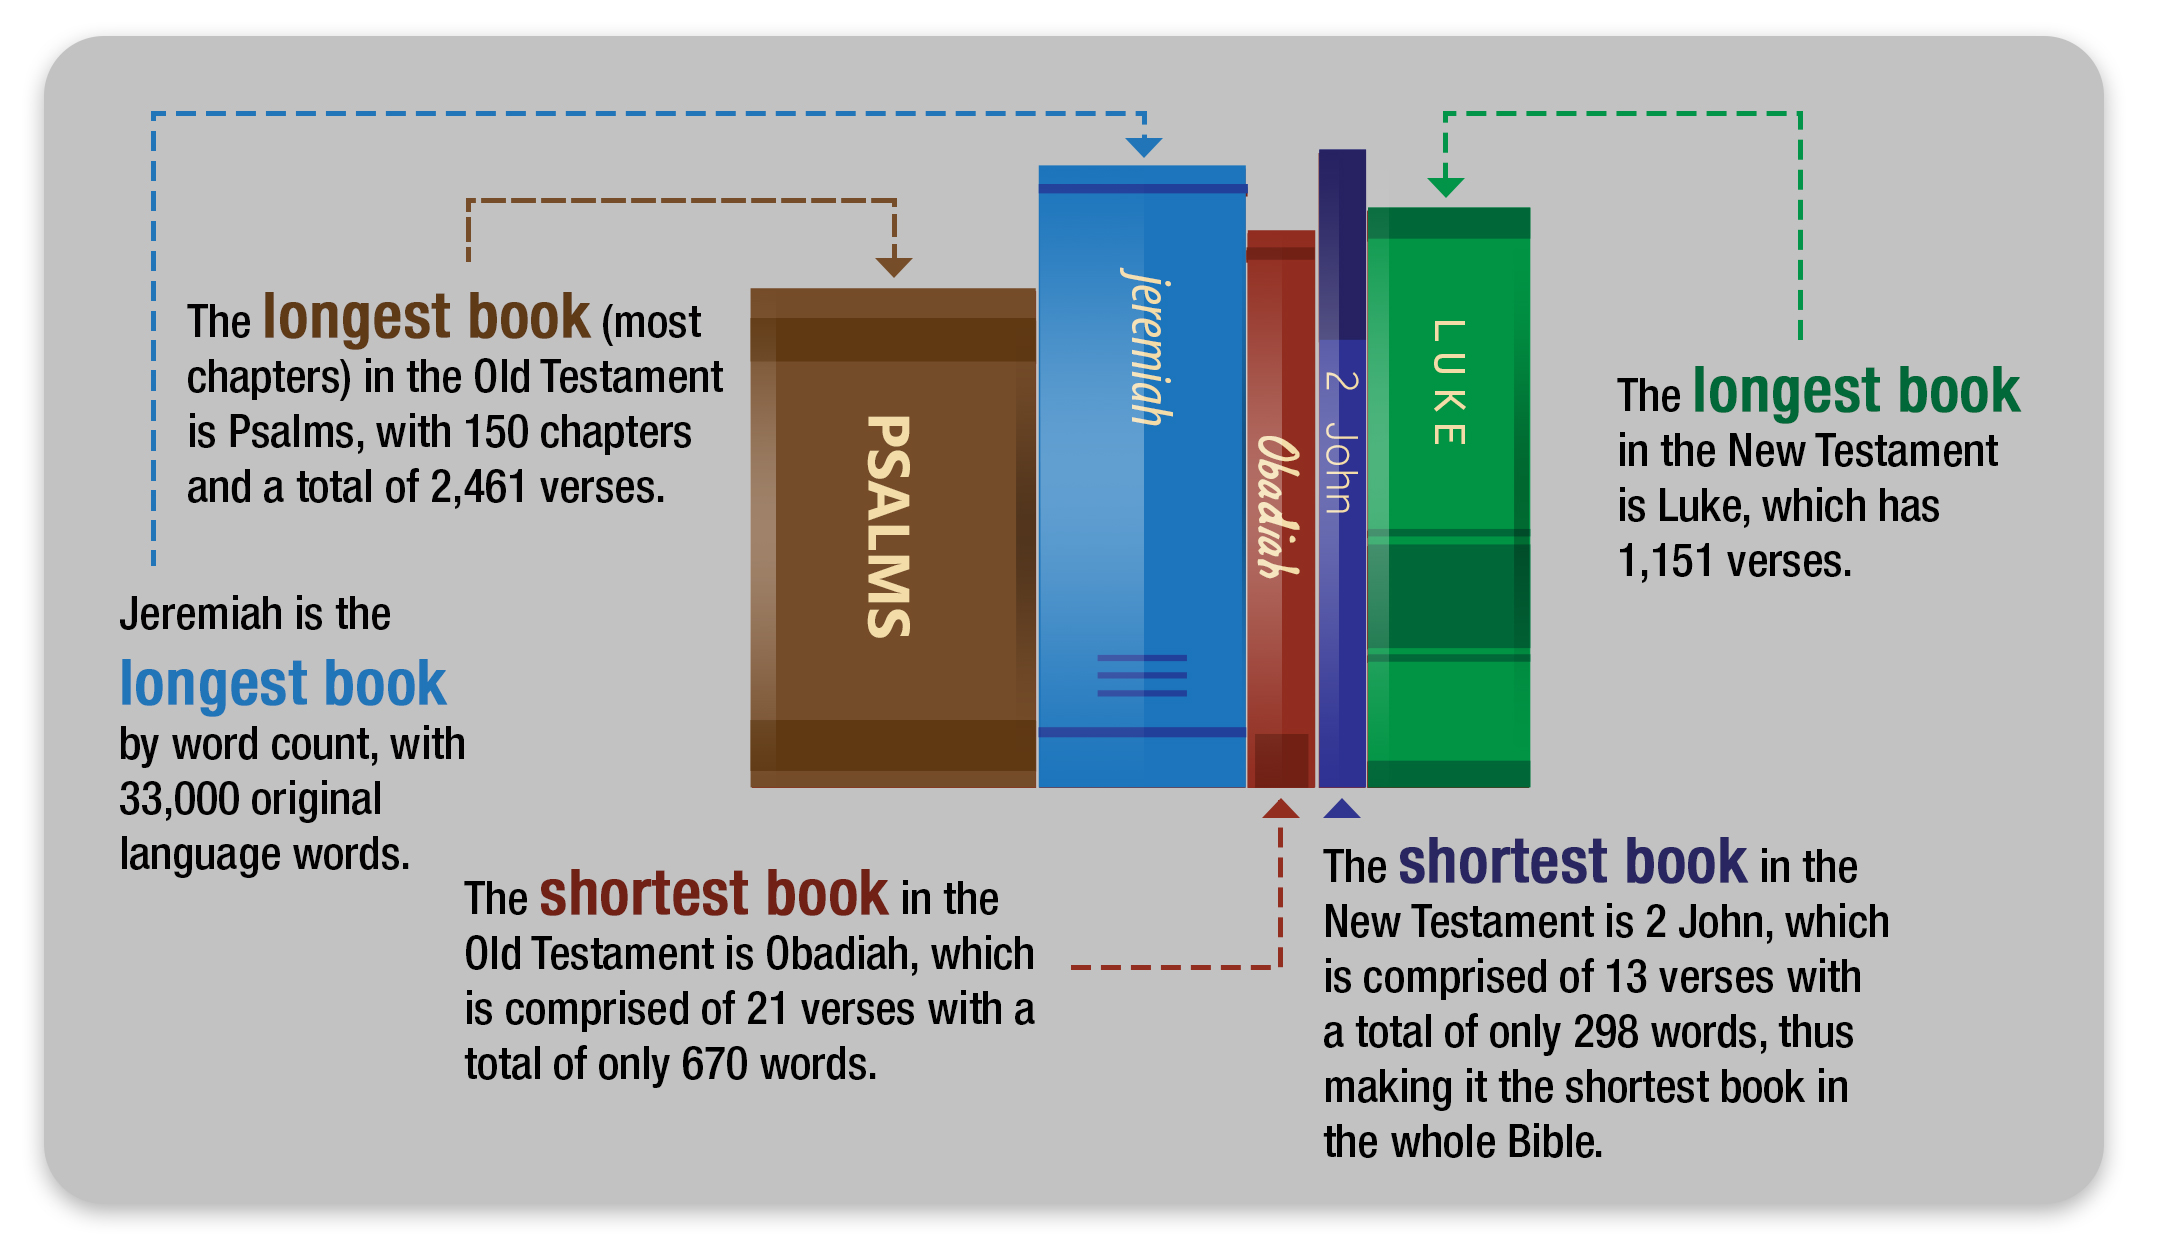 The longest book (most
chapters) in the Old Testament
is Psalms, with 150 chapters
and a total of 2,461 verses.
Jeremiah is the
longest book
by word count, with
33,000 original
language words.
PSALMS
jeremiah
Obadiah
2 John
LUKE
The longest book
in the New Testament
is Luke, which has
1,151 verses.
The shortest book in the
Old Testament is Obadiah, which
is comprised of 21 verses with a
total of only 670 words.
The shortest book in the
New Testament is 2 John, which
is comprised of 13 verses with
a total of only 298 words, thus
making it the shortest book in
the whole Bible.